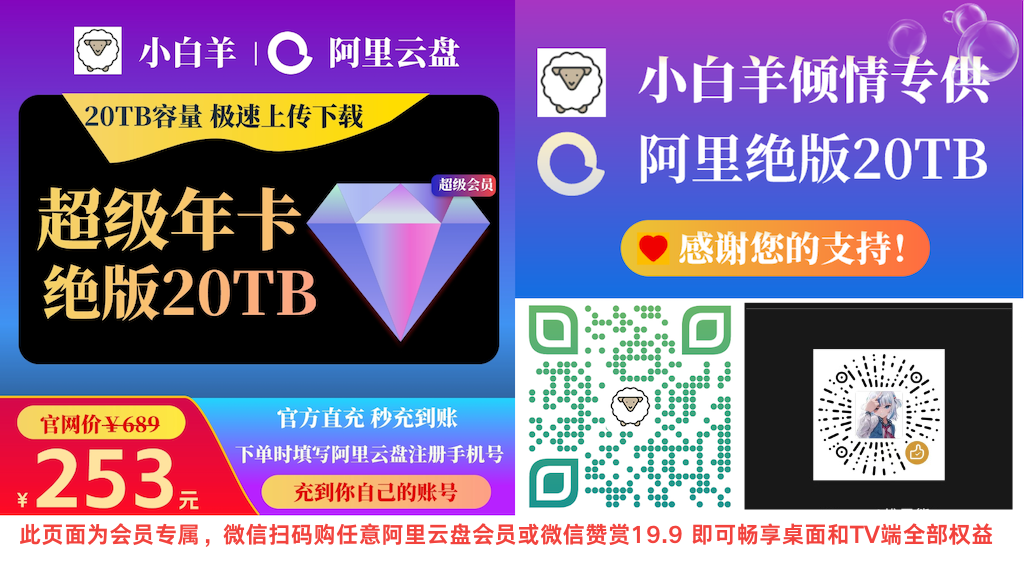 小白羊 | 阿里云盘
20TB容量 极速上传下载
超级会员
超级年卡
绝版20TB
官网价￥689
￥253元
官方直充 秒充到账
下单时填写阿里云盘注册手机号
充到你自己的账号
小白羊倾情专供
阿里绝版20TB
感谢您的支持！
此页面为会员专属，微信扫码购任意阿里云盘会员或微信赞赏19.9 即可畅享桌面和TV端全部权益